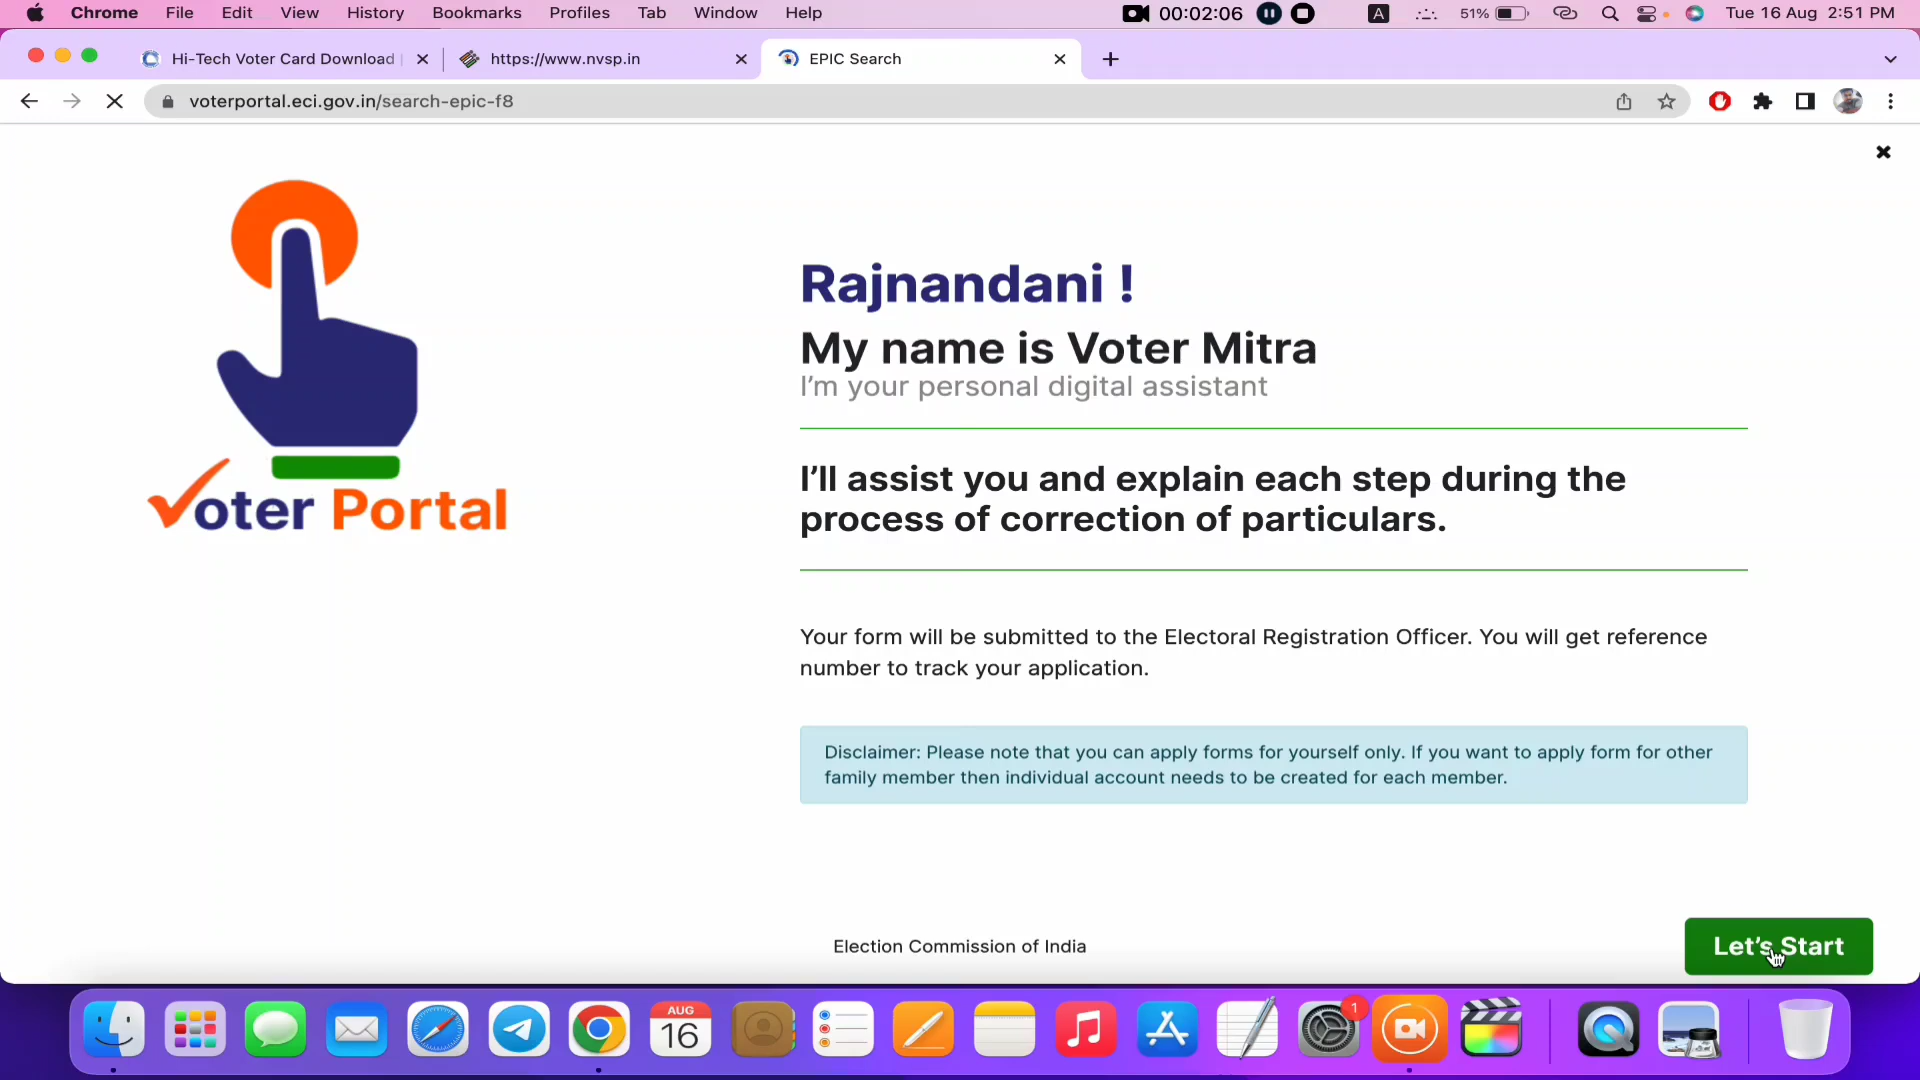 Chrome File Edit View History Bookmarks Profiles Tab Window Help 00:02:06 A 51% Tue 16 Aug 2:51 PM
Hi-Tech Voter Card Download https://www.nvsp.in EPIC Search
voterportal.eci.gov.in/search-epic-f8
Rajnandani !
My name is Voter Mitra
I'm your personal digital assistant
I'll assist you and explain each step during the
process of correction of particulars.
Voter Portal
Your form will be submitted to the Electoral Registration Officer. You will get reference
number to track your application.
Disclaimer: Please note that you can apply forms for yourself only. If you want to apply form for other
family member then individual account needs to be created for each member.
Election Commission of India
Let's Start
AUG
16
1